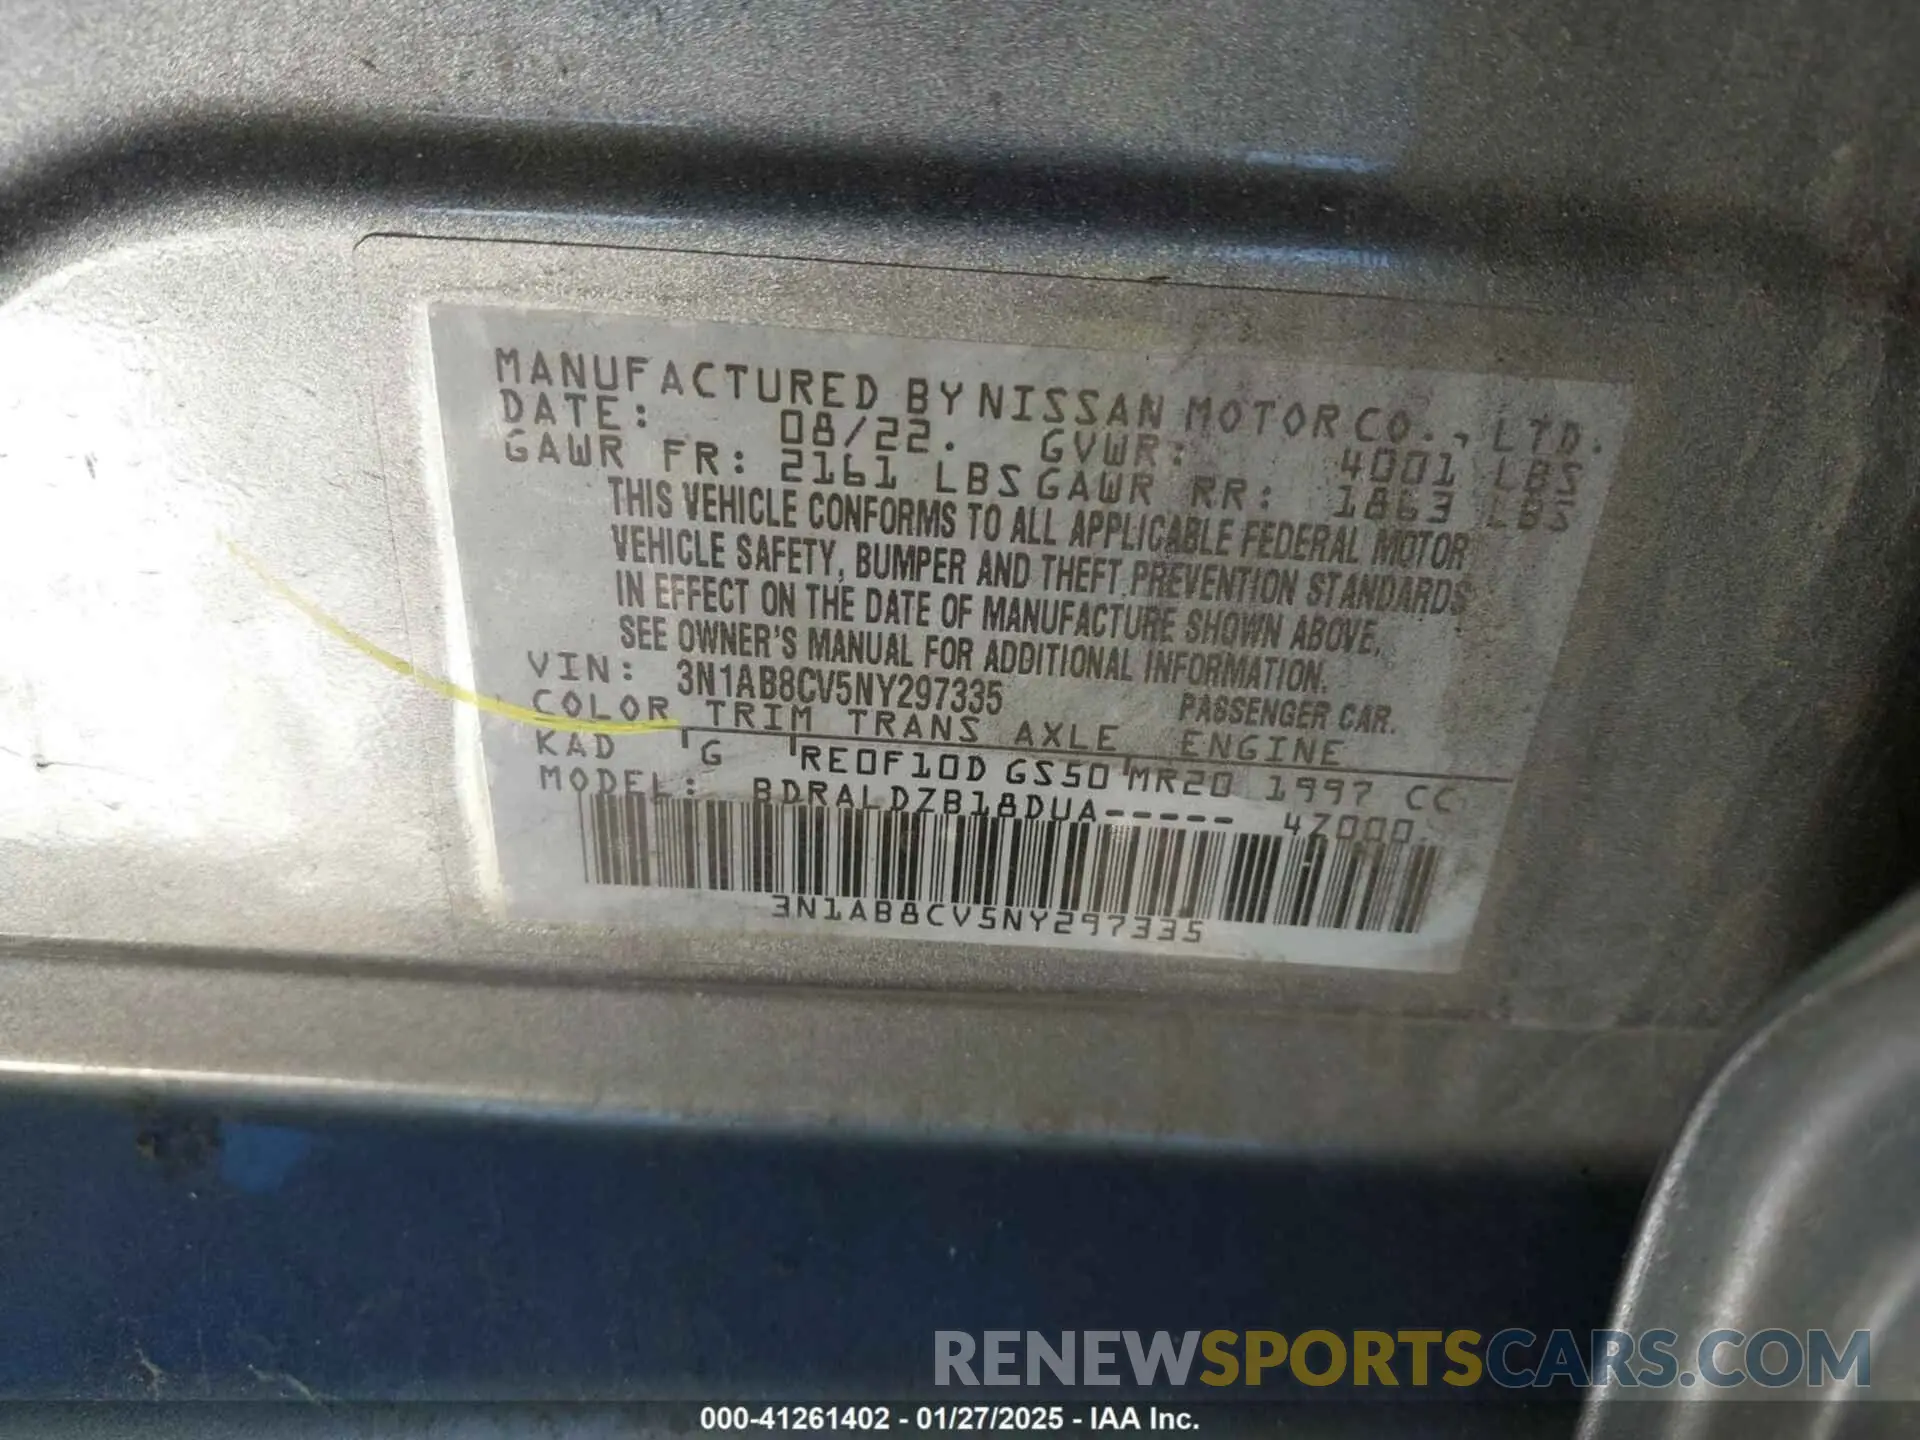 MANUFACTURED BY NISSAN MOTOR CO., LTD.
DATE: 08/22. GVWR: 4001 LBS
GAWR FR: 2161 LBS GAWR RR: 1863 LBS
THIS VEHICLE CONFORMS TO ALL APPLICABLE FEDERAL MOTOR
VEHICLE SAFETY, BUMPER AND THEFT PREVENTION STANDARDS
IN EFFECT ON THE DATE OF MANUFACTURE SHOWN ABOVE.
SEE OWNER'S MANUAL FOR ADDITIONAL INFORMATION.
VIN: 3N1AB8CV5NY297335 PASSENGER CAR.
COLOR TRIM TRANS AXLE ENGINE
KAD G RE0F10D GS50 MR20 1997 CC
MODEL: BDRALDZB18DUA----- 4Z000.
3N1AB8CV5NY297335
RENEWSPORTSCARS.COM
000-41261402 - 01/27/2025 - IAA Inc.